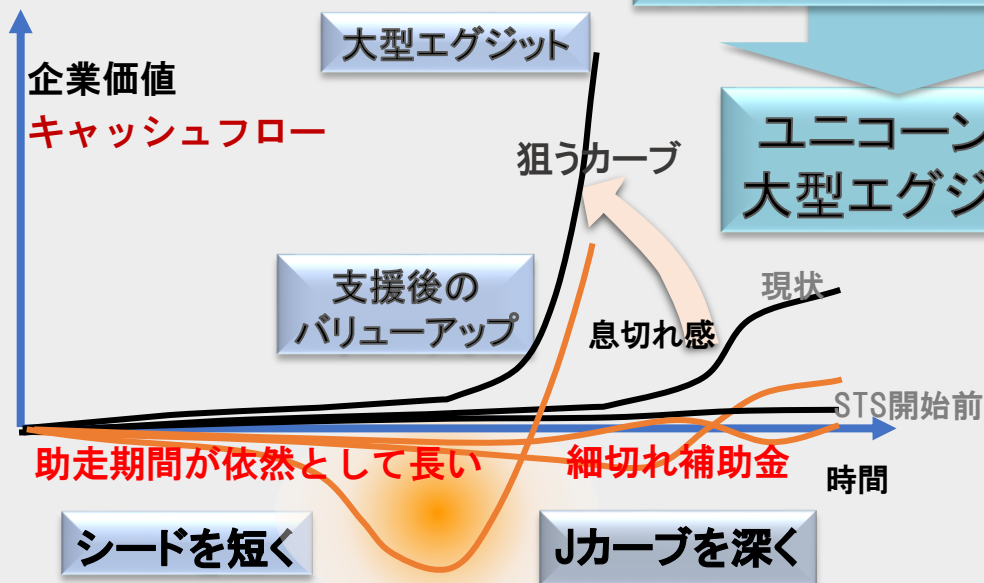 大型エグジット
企業価値
キャッシュフロー
ユニコーン
大型エグジ
狙うカーブ
支援後の
バリューアップ
現状
息切れ感
STS開始前
助走期間が依然として長い
細切れ補助金
時間
シードを短く
Jカーブを深く